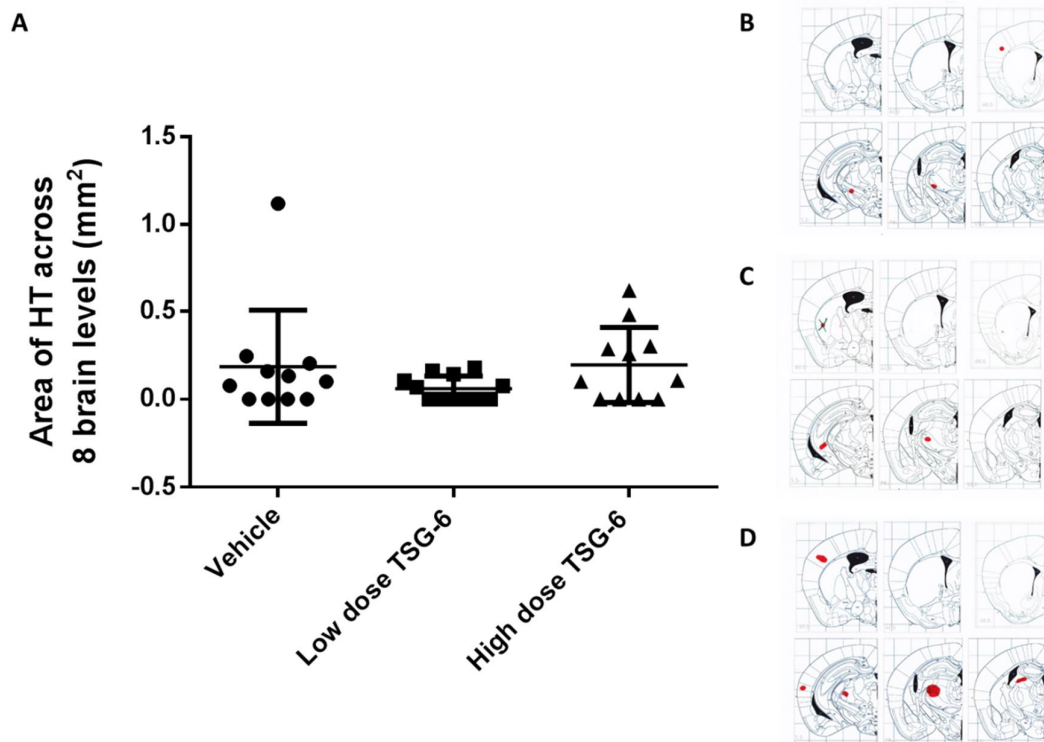 A
Area of HT across
8 brain levels (mm²)
1.5
1.0
0.5
0.0
-0.5
Vehicle
Low dose TSG-6
High dose TSG-6
B
C
D